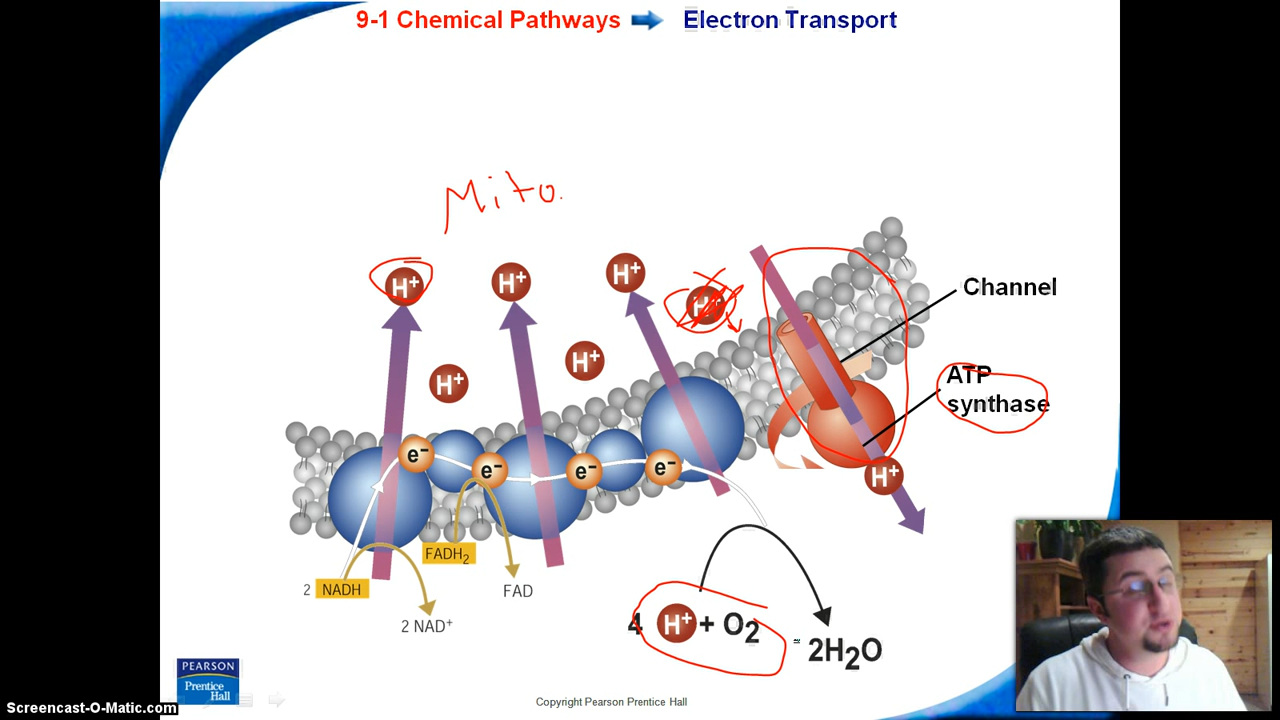 9-1 Chemical Pathways Electron Transport
Mito.
H+
H+
H+
H+
H+
H+
Channel
ATP
synthase
e-
e-
e-
e-
H+
FADH2
2 NADH
FAD
2 NAD+
4 H+ + O2
= 2H2O
PEARSON
Prentice
Hall
Copyright Pearson Prentice Hall
Screencast-O-Matic.com